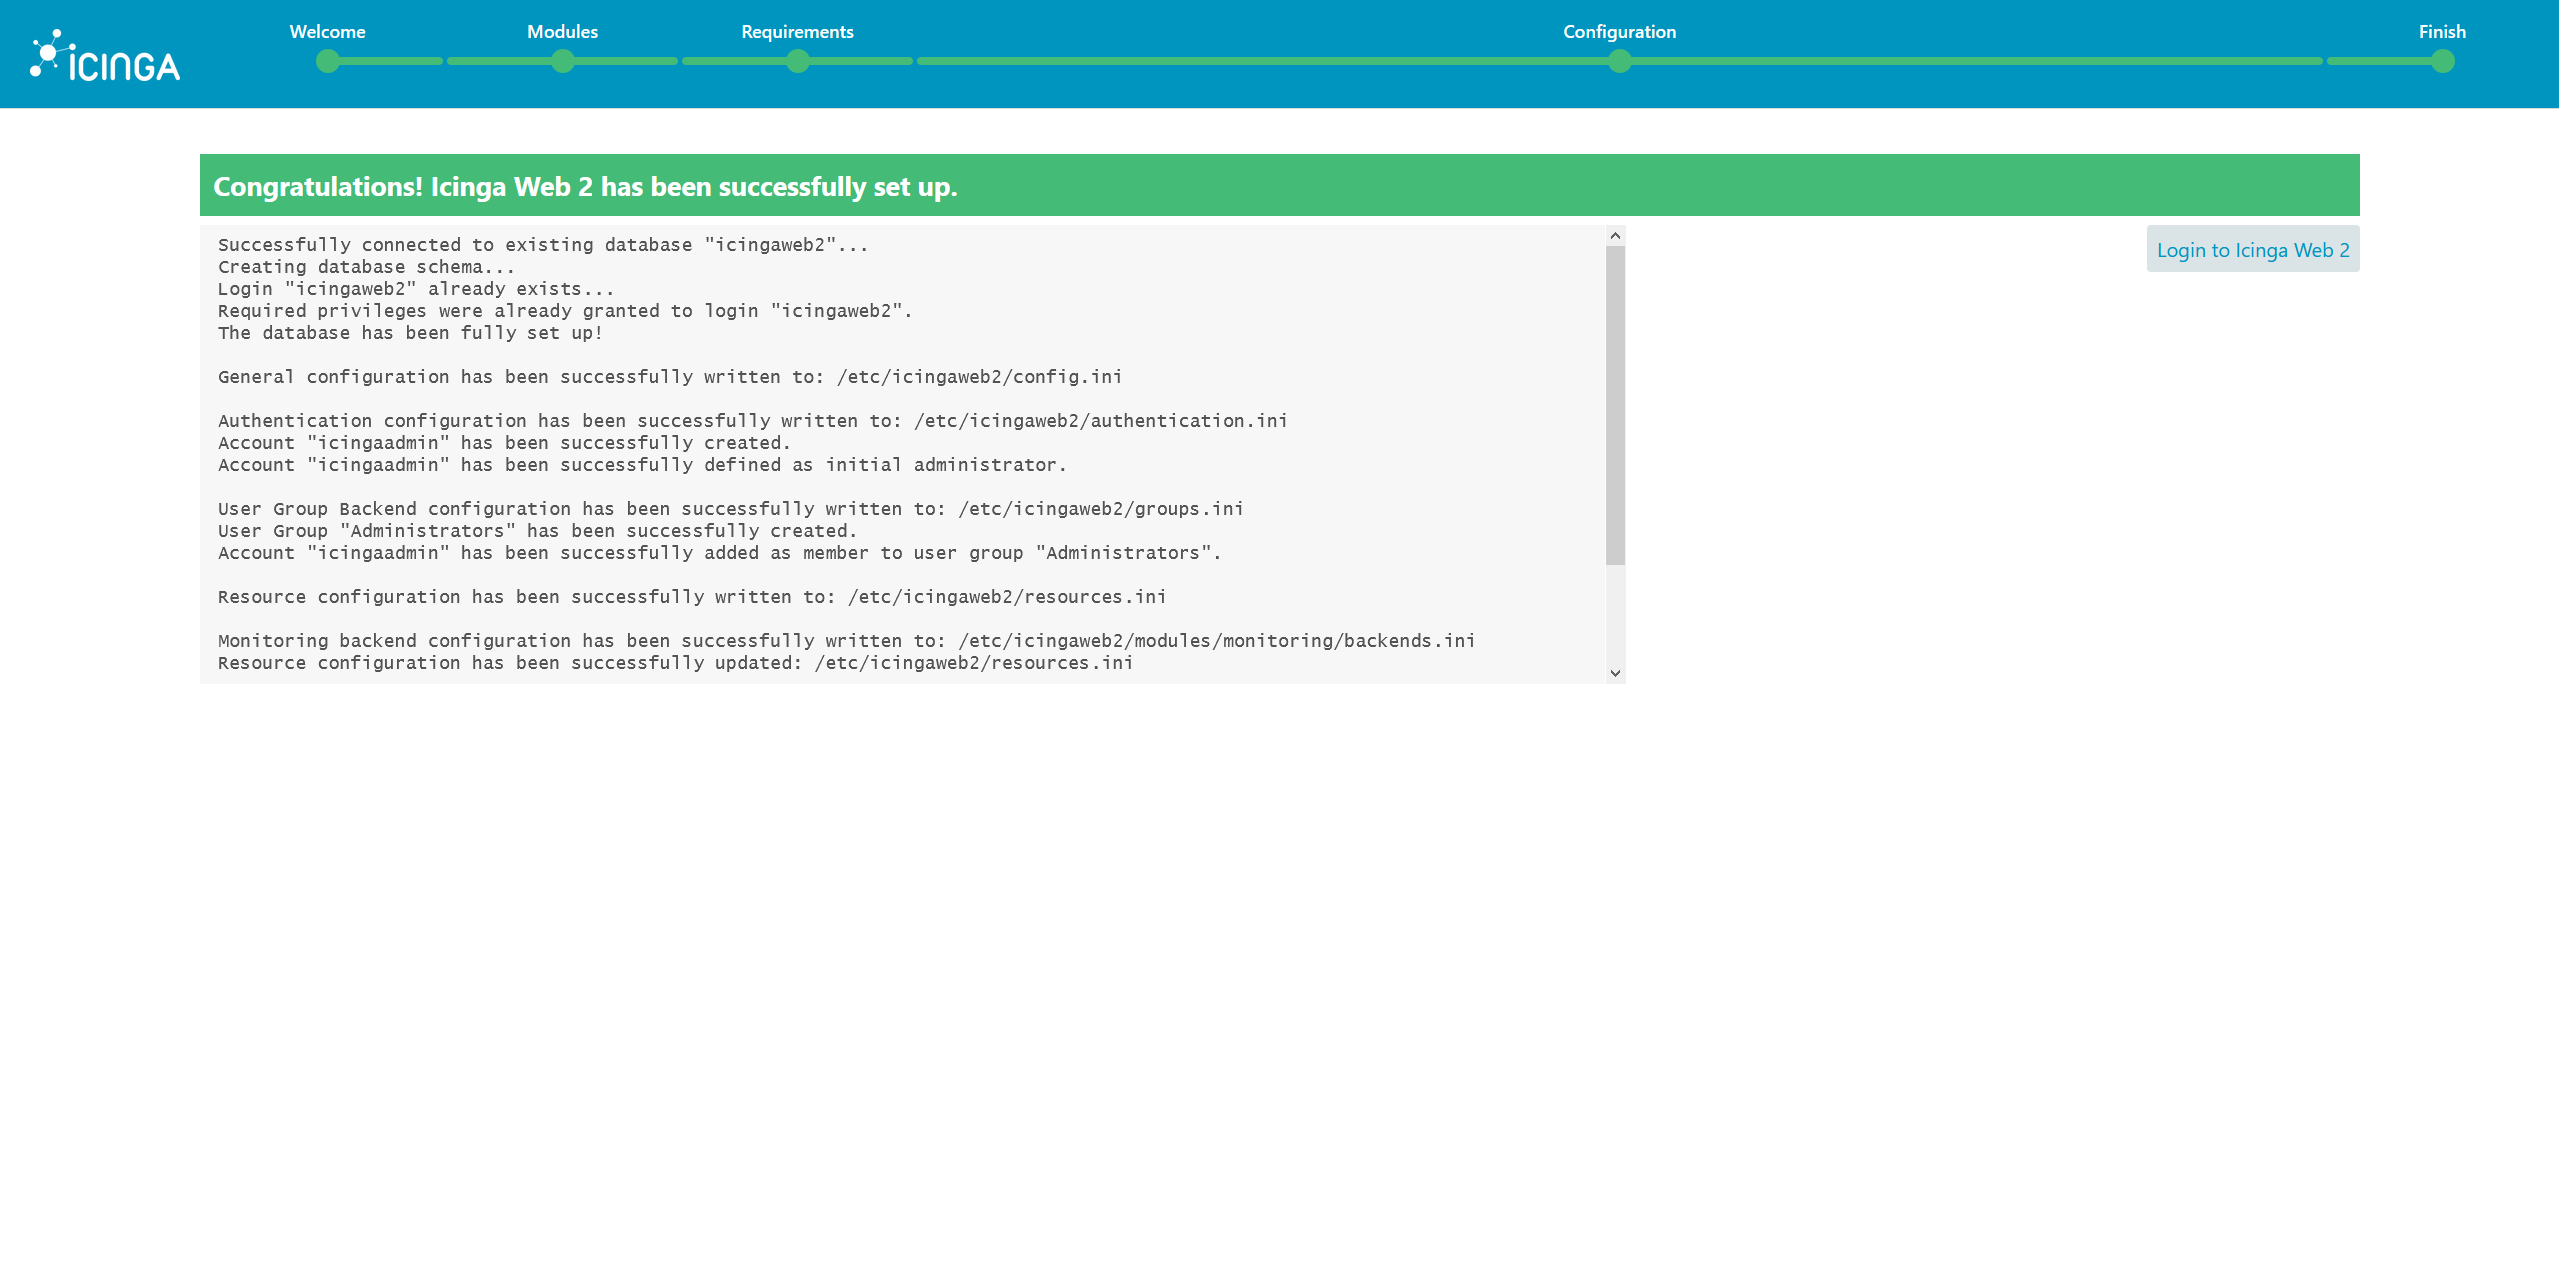 ICINGA
Welcome
Modules
Requirements
Configuration
Finish
Congratulations! Icinga Web 2 has been successfully set up.
Successfully connected to existing database "icingaweb2"...
Creating database schema...
Login "icingaweb2" already exists...
Required privileges were already granted to login "icingaweb2".
The database has been fully set up!
General configuration has been successfully written to: /etc/icingaweb2/config.ini
Authentication configuration has been successfully written to: /etc/icingaweb2/authentication.ini
Account "icingaadmin" has been successfully created.
Account "icingaadmin" has been successfully defined as initial administrator.
User Group Backend configuration has been successfully written to: /etc/icingaweb2/groups.ini
User Group "Administrators" has been successfully created.
Account "icingaadmin" has been successfully added as member to user group "Administrators".
Resource configuration has been successfully written to: /etc/icingaweb2/resources.ini
Monitoring backend configuration has been successfully written to: /etc/icingaweb2/modules/monitoring/backends.ini
Resource configuration has been successfully updated: /etc/icingaweb2/resources.ini
Login to Icinga Web 2